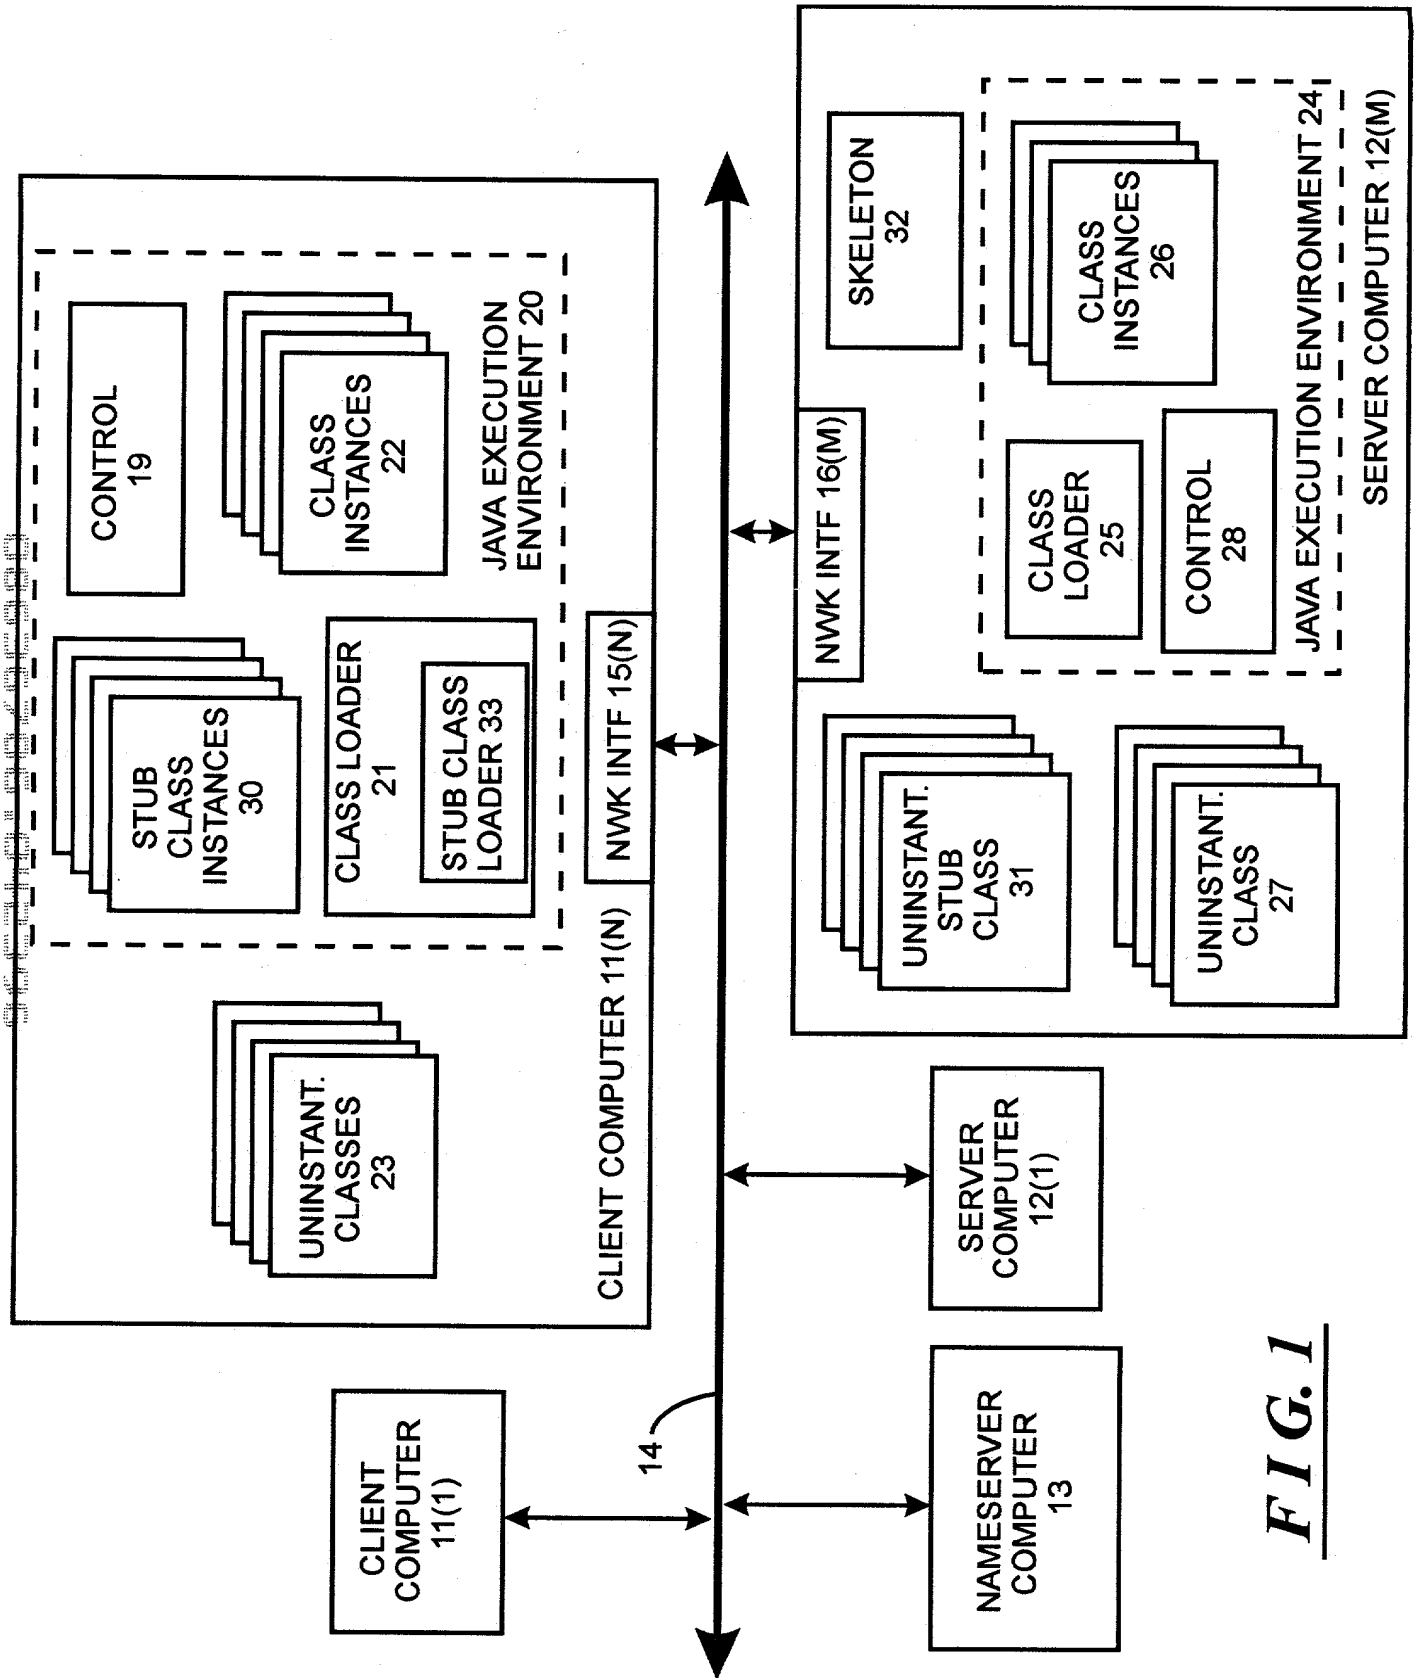 CLIENT
COMPUTER
11(1)
UNINSTANT.
CLASSES
23
STUB
CLASS
INSTANCES
30
CONTROL
19
CLASS LOADER
21
STUB CLASS
LOADER 33
CLASS
INSTANCES
22
JAVA EXECUTION
ENVIRONMENT 20
CLIENT COMPUTER 11(N)
NWK INTF 15(N)
14
NAMESERVER
COMPUTER
13
SERVER
COMPUTER
12(1)
NWK INTF 16(M)
SKELETON
32
UNINSTANT.
STUB
CLASS
31
UNINSTANT.
CLASS
27
CLASS
LOADER
25
CONTROL
28
CLASS
INSTANCES
26
JAVA EXECUTION ENVIRONMENT 24
SERVER COMPUTER 12(M)
FIG. 1